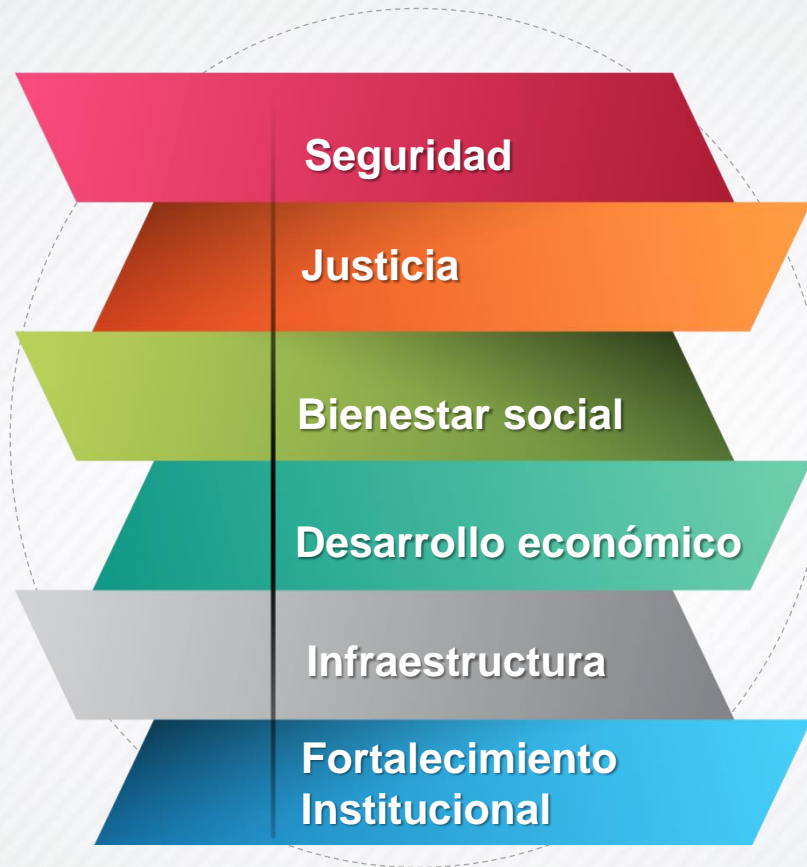 Seguridad
Justicia
Bienestar social
Desarrollo económico
Infraestructura
Fortalecimiento
Institucional